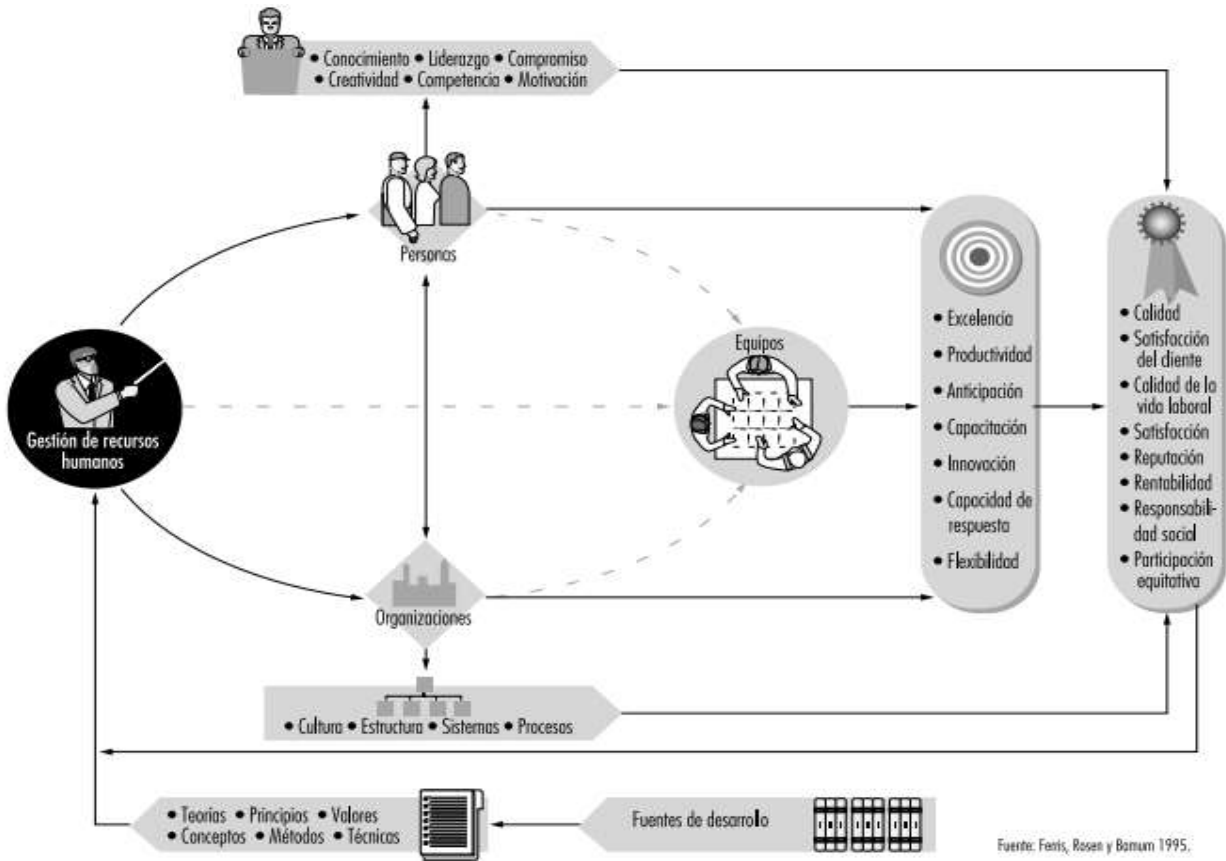 • Conocimiento • Liderazgo • Compromiso
• Creatividad • Competencia • Motivación
Personas
Gestión de recursos
humanos
Equipos
• Excelencia
• Productividad
• Anticipación
• Capacitación
• Innovación
• Capacidad de
respuesta
• Flexibilidad
• Calidad
• Satisfacción
del cliente
• Calidad de la
vida laboral
• Satisfacción
• Reputación
• Rentabilidad
• Responsabili-
dad social
• Participación
equitativa
Organizaciones
• Cultura • Estructura • Sistemas • Procesos
• Teorías • Principios • Valores
• Conceptos • Métodos • Técnicas
Fuentes de desarrollo
Fuente: Ferris, Rosen y Barnum 1995.